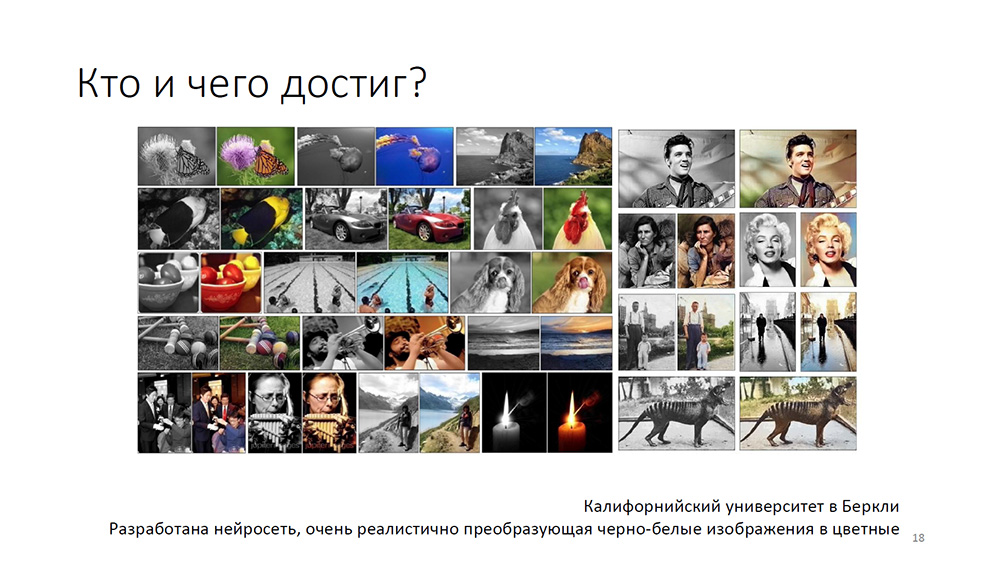 Кто и чего достиг?
Калифорнийский университет в Беркли
Разработана нейросеть, очень реалистично преобразующая черно-белые изображения в цветные
18